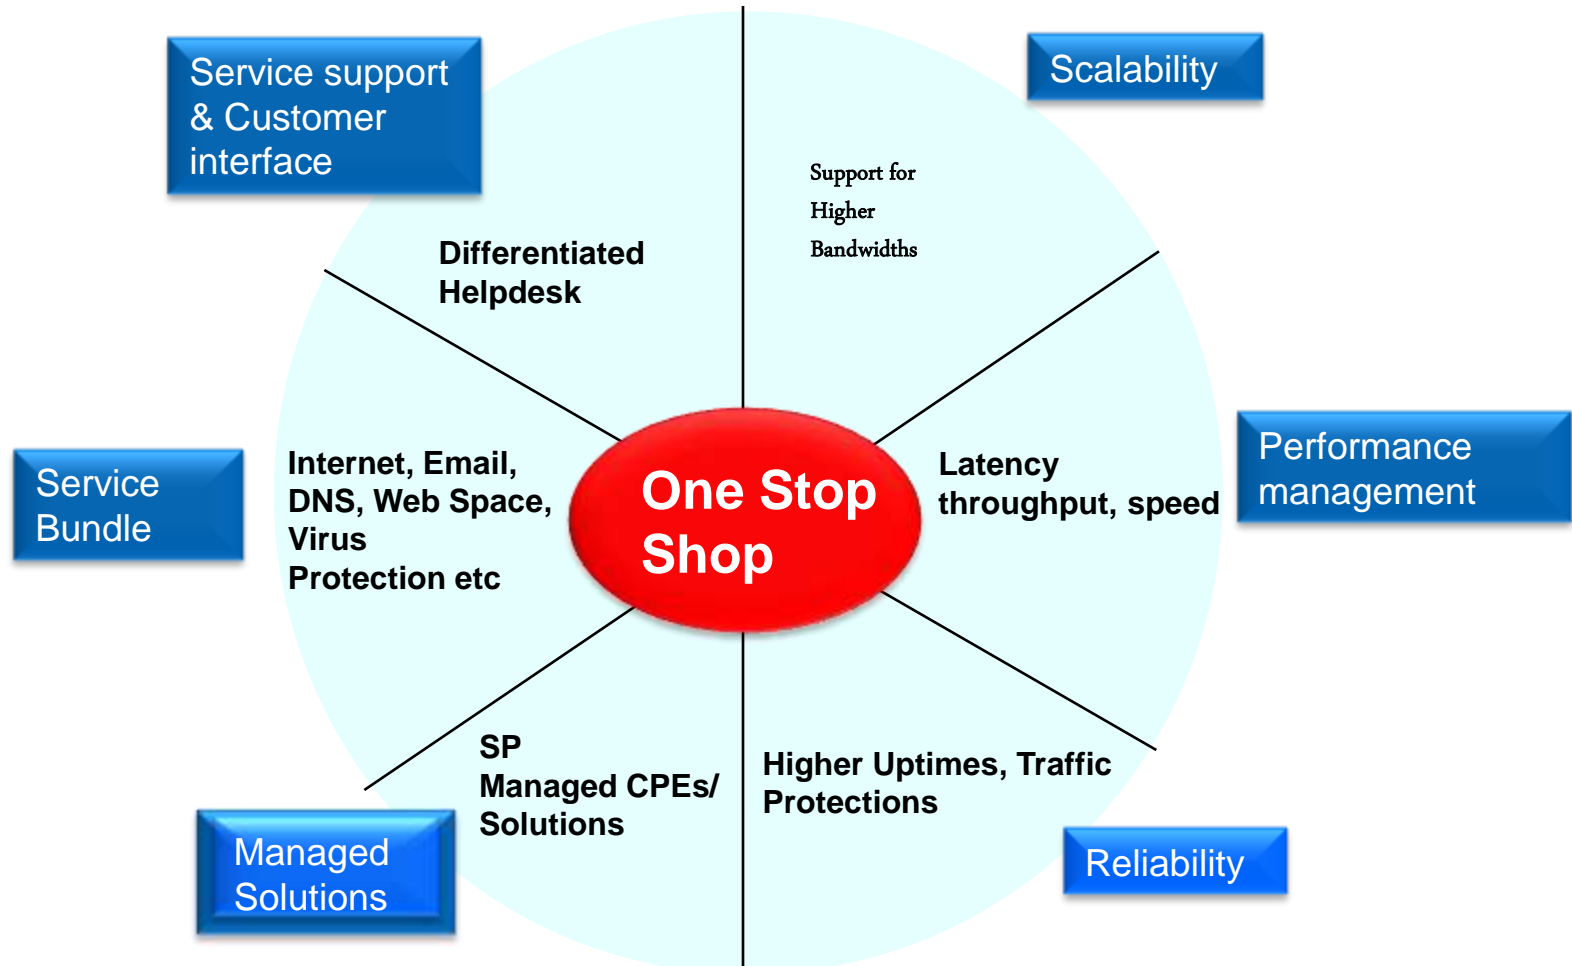 Service support
& Customer
interface
Scalability
Support for
Higher
Bandwidths
Differentiated
Helpdesk
Service
Bundle
Internet, Email,
DNS, Web Space,
Virus
Protection etc
One Stop
Shop
Latency
throughput, speed
Performance
management
SP
Managed CPEs/
Solutions
Higher Uptimes, Traffic
Protections
Managed
Solutions
Reliability